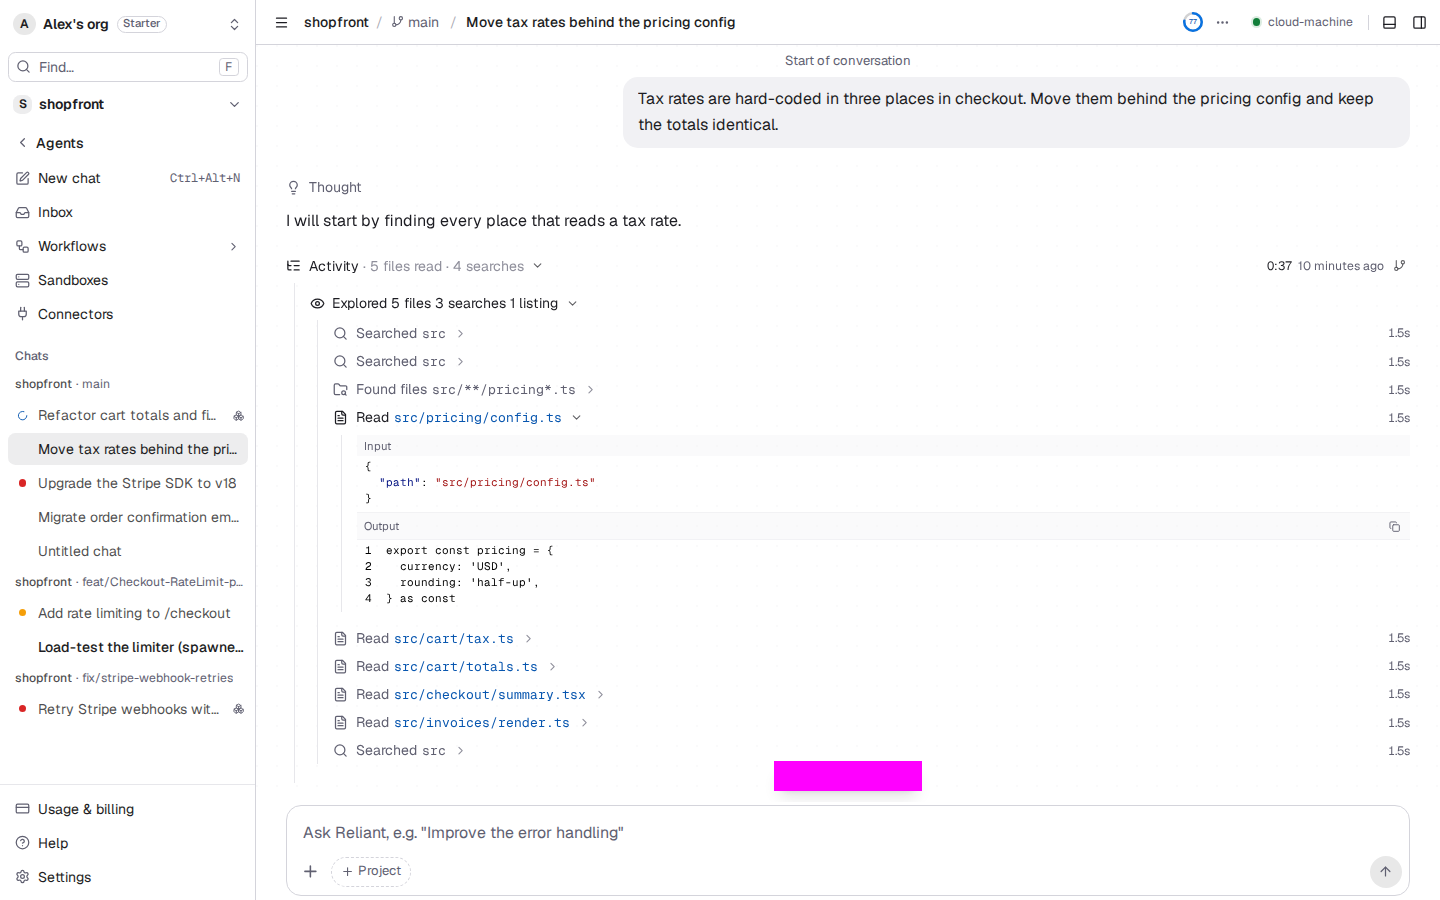 A Alex's org Starter
Find... F
S shopfront
Agents
New chat Ctrl+Alt+N
Inbox
Workflows
Sandboxes
Connectors
Chats
shopfront · main
Refactor cart totals and fi...
Move tax rates behind the pri...
Upgrade the Stripe SDK to v18
Migrate order confirmation em...
Untitled chat
shopfront · feat/Checkout-RateLimit-p...
Add rate limiting to /checkout
Load-test the limiter (spawne...
shopfront · fix/stripe-webhook-retries
Retry Stripe webhooks wit...
Usage & billing
Help
Settings
shopfront / main / Move tax rates behind the pricing config
77 cloud-machine
Start of conversation
Tax rates are hard-coded in three places in checkout. Move them behind the pricing config and keep
the totals identical.
Thought
I will start by finding every place that reads a tax rate.
Activity · 5 files read · 4 searches 0:37 10 minutes ago
Explored 5 files 3 searches 1 listing
Searched src 1.5s
Searched src 1.5s
Found files src/**/pricing*.ts 1.5s
Read src/pricing/config.ts 1.5s
Input
{
"path": "src/pricing/config.ts"
}
Output
1 export const pricing = {
2 currency: 'USD',
3 rounding: 'half-up',
4 } as const
Read src/cart/tax.ts 1.5s
Read src/cart/totals.ts 1.5s
Read src/checkout/summary.tsx 1.5s
Read src/invoices/render.ts 1.5s
Searched src 1.5s
Ask Reliant, e.g. "Improve the error handling"
+ Project